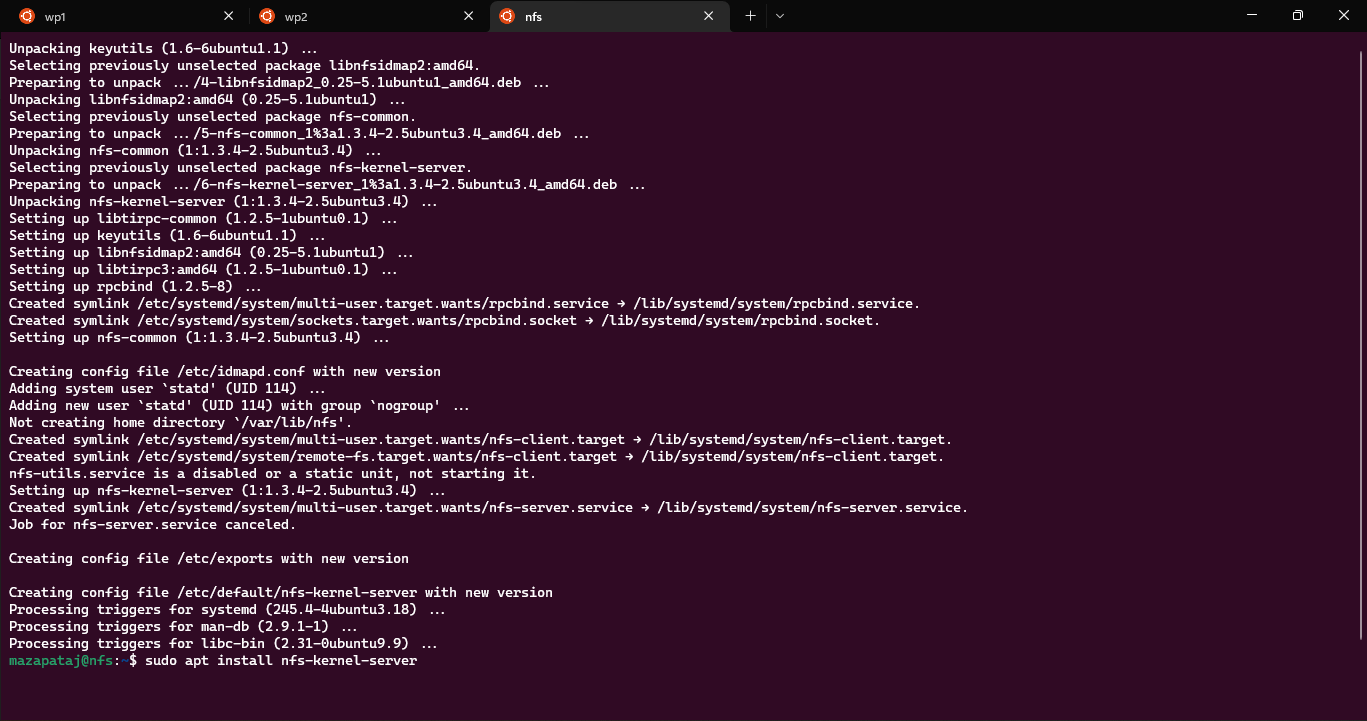 wp1
wp2
nfs
Unpacking keyutils (1.6-6ubuntu1.1) ...
Selecting previously unselected package libnfsidmap2:amd64.
Preparing to unpack .../4-libnfsidmap2_0.25-5.1ubuntu1_amd64.deb ...
Unpacking libnfsidmap2:amd64 (0.25-5.1ubuntu1) ...
Selecting previously unselected package nfs-common.
Preparing to unpack .../5-nfs-common_1%3a1.3.4-2.5ubuntu3.4_amd64.deb ...
Unpacking nfs-common (1:1.3.4-2.5ubuntu3.4) ...
Selecting previously unselected package nfs-kernel-server.
Preparing to unpack .../6-nfs-kernel-server_1%3a1.3.4-2.5ubuntu3.4_amd64.deb ...
Unpacking nfs-kernel-server (1:1.3.4-2.5ubuntu3.4) ...
Setting up libtirpc-common (1.2.5-1ubuntu0.1) ...
Setting up keyutils (1.6-6ubuntu1.1) ...
Setting up libnfsidmap2:amd64 (0.25-5.1ubuntu1) ...
Setting up libtirpc3:amd64 (1.2.5-1ubuntu0.1) ...
Setting up rpcbind (1.2.5-8) ...
Created symlink /etc/systemd/system/multi-user.target.wants/rpcbind.service → /lib/systemd/system/rpcbind.service.
Created symlink /etc/systemd/system/sockets.target.wants/rpcbind.socket → /lib/systemd/system/rpcbind.socket.
Setting up nfs-common (1:1.3.4-2.5ubuntu3.4) ...
Creating config file /etc/idmapd.conf with new version
Adding system user `statd' (UID 114) ...
Adding new user `statd' (UID 114) with group `nogroup' ...
Not creating home directory `/var/lib/nfs'.
Created symlink /etc/systemd/system/multi-user.target.wants/nfs-client.target → /lib/systemd/system/nfs-client.target.
Created symlink /etc/systemd/system/remote-fs.target.wants/nfs-client.target → /lib/systemd/system/nfs-client.target.
nfs-utils.service is a disabled or a static unit, not starting it.
Setting up nfs-kernel-server (1:1.3.4-2.5ubuntu3.4) ...
Created symlink /etc/systemd/system/multi-user.target.wants/nfs-server.service → /lib/systemd/system/nfs-server.service.
Job for nfs-server.service canceled.
Creating config file /etc/exports with new version
Creating config file /etc/default/nfs-kernel-server with new version
Processing triggers for systemd (245.4-4ubuntu3.18) ...
Processing triggers for man-db (2.9.1-1) ...
Processing triggers for libc-bin (2.31-0ubuntu9.9) ...
mazapataj@nfs:~$ sudo apt install nfs-kernel-server